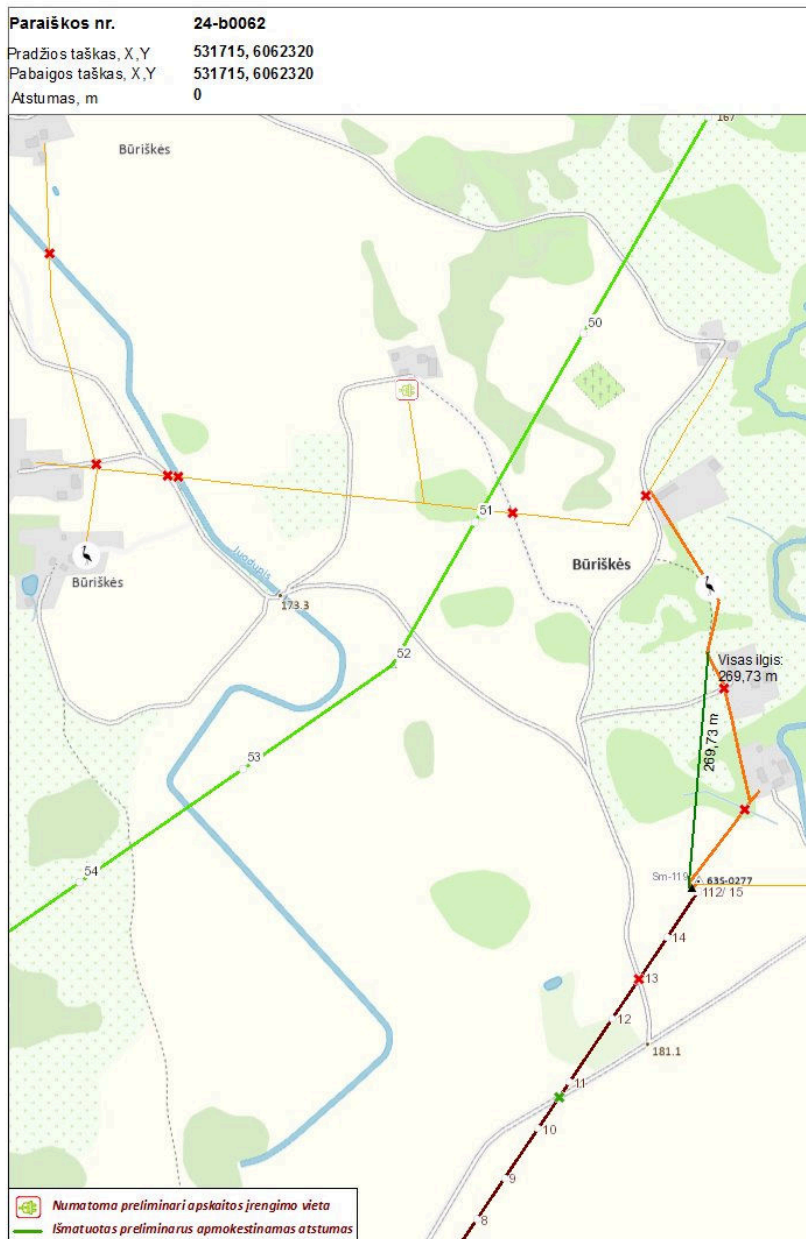 Paraiškos nr. 24-b0062
Pradžios taškas, X,Y 531715, 6062320
Pabaigos taškas, X,Y 531715, 6062320
Atstumas, m 0
167
Būriškės
50
51
Būriškės
Būriškės
Juodupis
173.3
52
Visas ilgis:
269,73 m
269,73 m
53
54
Sm-119
63S-0277
112/ 15
14
13
12
181.1
11
10
9
8
Numatoma preliminari apskaitos įrengimo vieta
Išmatuotas preliminarus apmokestinamas atstumas